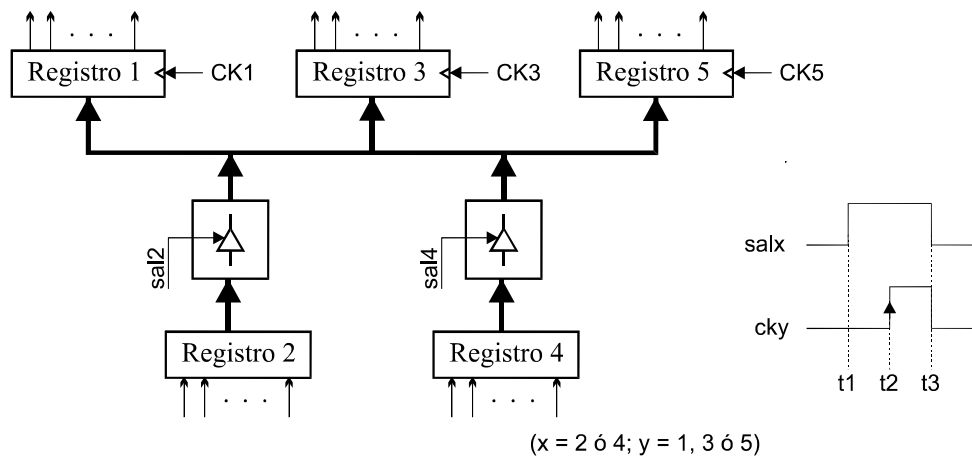 Registro 1
CK1
Registro 3
CK3
Registro 5
CK5
sal2
sal4
Registro 2
Registro 4
salx
cky
t1 t2 t3
(x = 2 ó 4; y = 1, 3 ó 5)